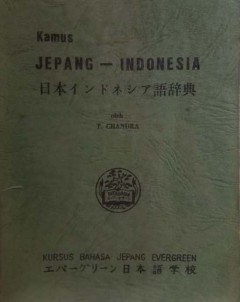 Kamus
JEPANG — INDONESIA
日本インドネシア語辞典
oleh
T. CHANDRA
EVERGREEN
KURSUS BAHASA JEPANG EVERGREEN
エバーグリーン日本語学校